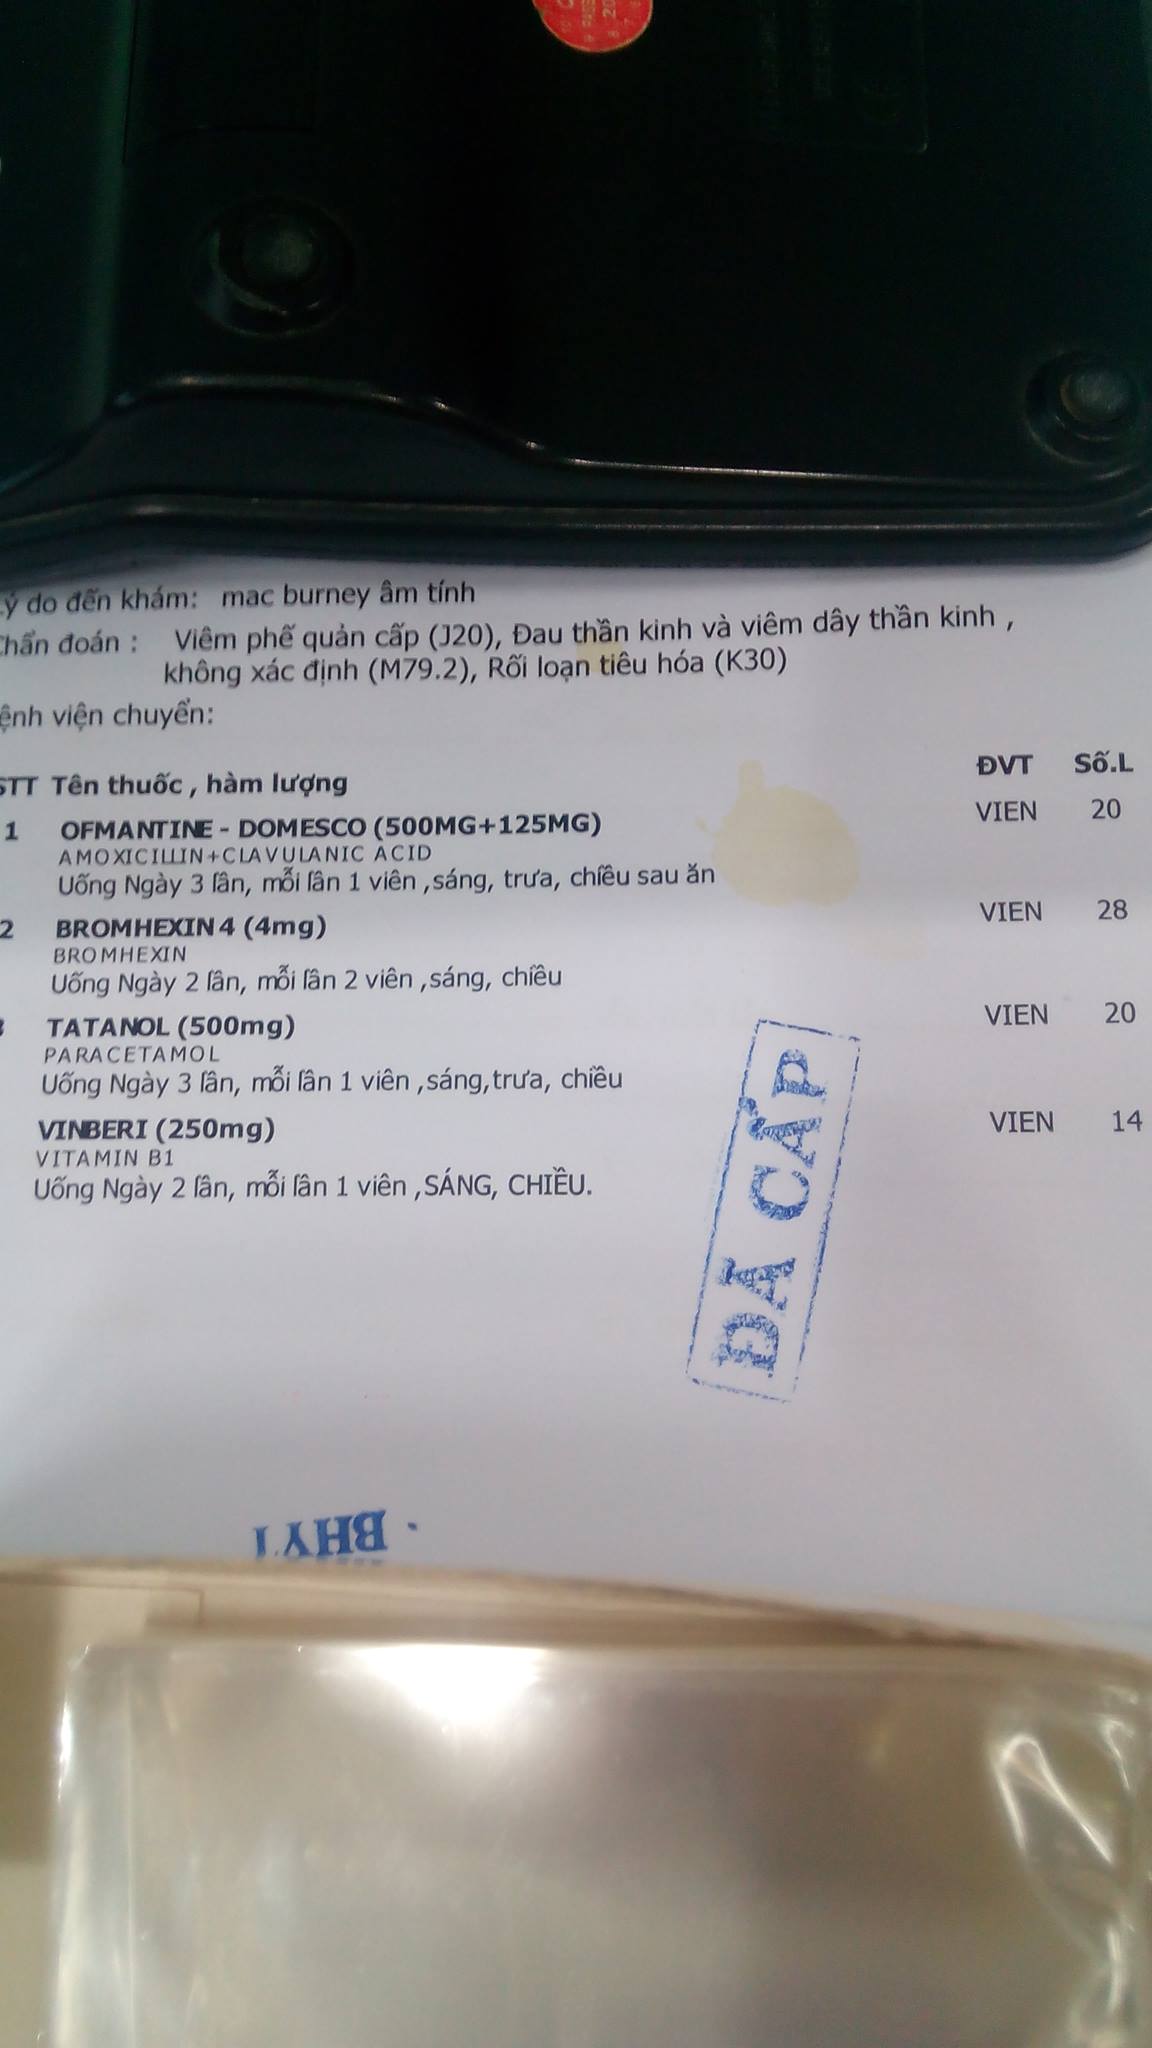 20
ý do đến khám: mac burney âm tính
Chẩn đoán : Viêm phế quản cấp (J20), Đau thần kinh và viêm dây thần kinh ,
không xác định (M79.2), Rối loạn tiêu hóa (K30)
ệnh viện chuyển:
STT Tên thuốc , hàm lượng ĐVT Số.L
1 OFMANTINE - DOMESCO (500MG+125MG) VIEN 20
AMOXICILLIN+CLAVULANIC ACID
Uống Ngày 3 lần, mỗi lần 1 viên ,sáng, trưa, chiều sau ăn
2 BROMHEXIN 4 (4mg) VIEN 28
BROMHEXIN
Uống Ngày 2 lần, mỗi lần 2 viên ,sáng, chiều
3 TATANOL (500mg) VIEN 20
PARACETAMOL
Uống Ngày 3 lần, mỗi lần 1 viên ,sáng,trưa, chiều
VINBERI (250mg) VIEN 14
VITAMIN B1
Uống Ngày 2 lần, mỗi lần 1 viên ,SÁNG, CHIỀU.
ĐÃ CẤP
BHYT